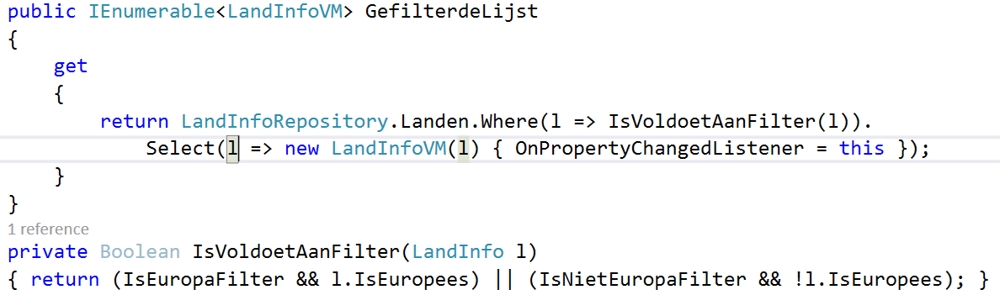 public IEnumerable<LandInfoVM> GefilterdeLijst
{
    get
    {
        return LandInfoRepository.Landen.Where(l => IsVoldoetAanFilter(l)).
            Select(l => new LandInfoVM(l) { OnPropertyChangedListener = this });
    }
}
1 reference
private Boolean IsVoldoetAanFilter(LandInfo l)
{ return (IsEuropaFilter && l.IsEuropees) || (IsNietEuropaFilter && !l.IsEuropees); }